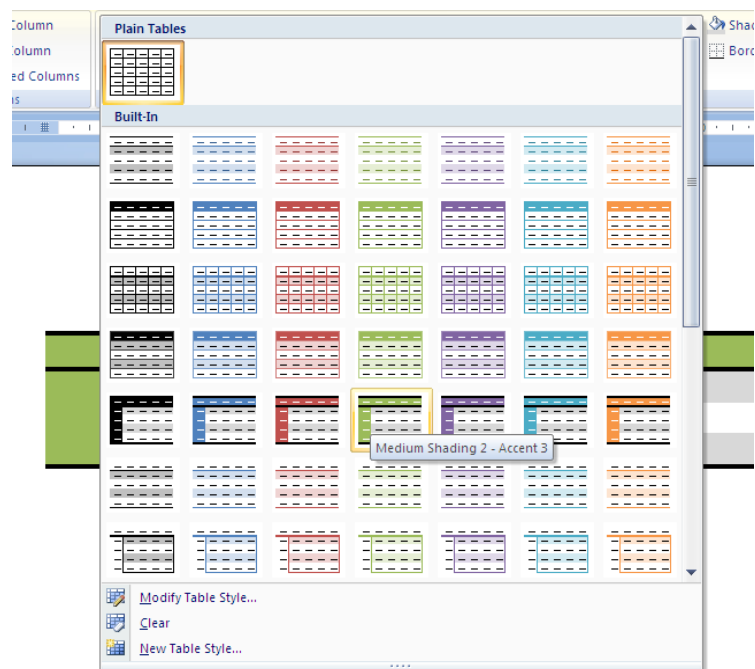 Column
Column
ed Columns
ns
Plain Tables
Built-In
Medium Shading 2 - Accent 3
Modify Table Style...
Clear
New Table Style...
Shad
Bord